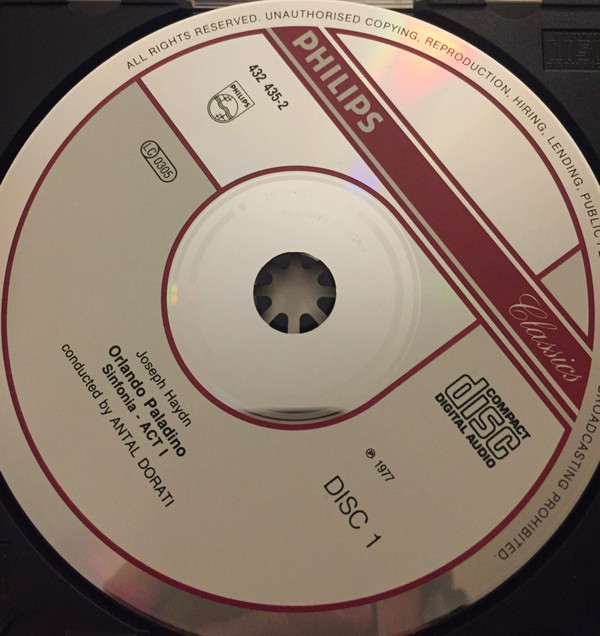 ALL RIGHTS RESERVED. UNAUTHORISED COPYING, REPRODUCTION, HIRING, LENDING, PUBLIC
BROADCASTING PROHIBITED.
PHILIPS
Classics
432 435-2
PHILIPS
LC 0305
COMPACT
disc
DIGITAL AUDIO
℗ 1977
DISC 1
Joseph Haydn
Orlando Paladino
Sinfonia - ACT I
conducted by ANTAL DORATI